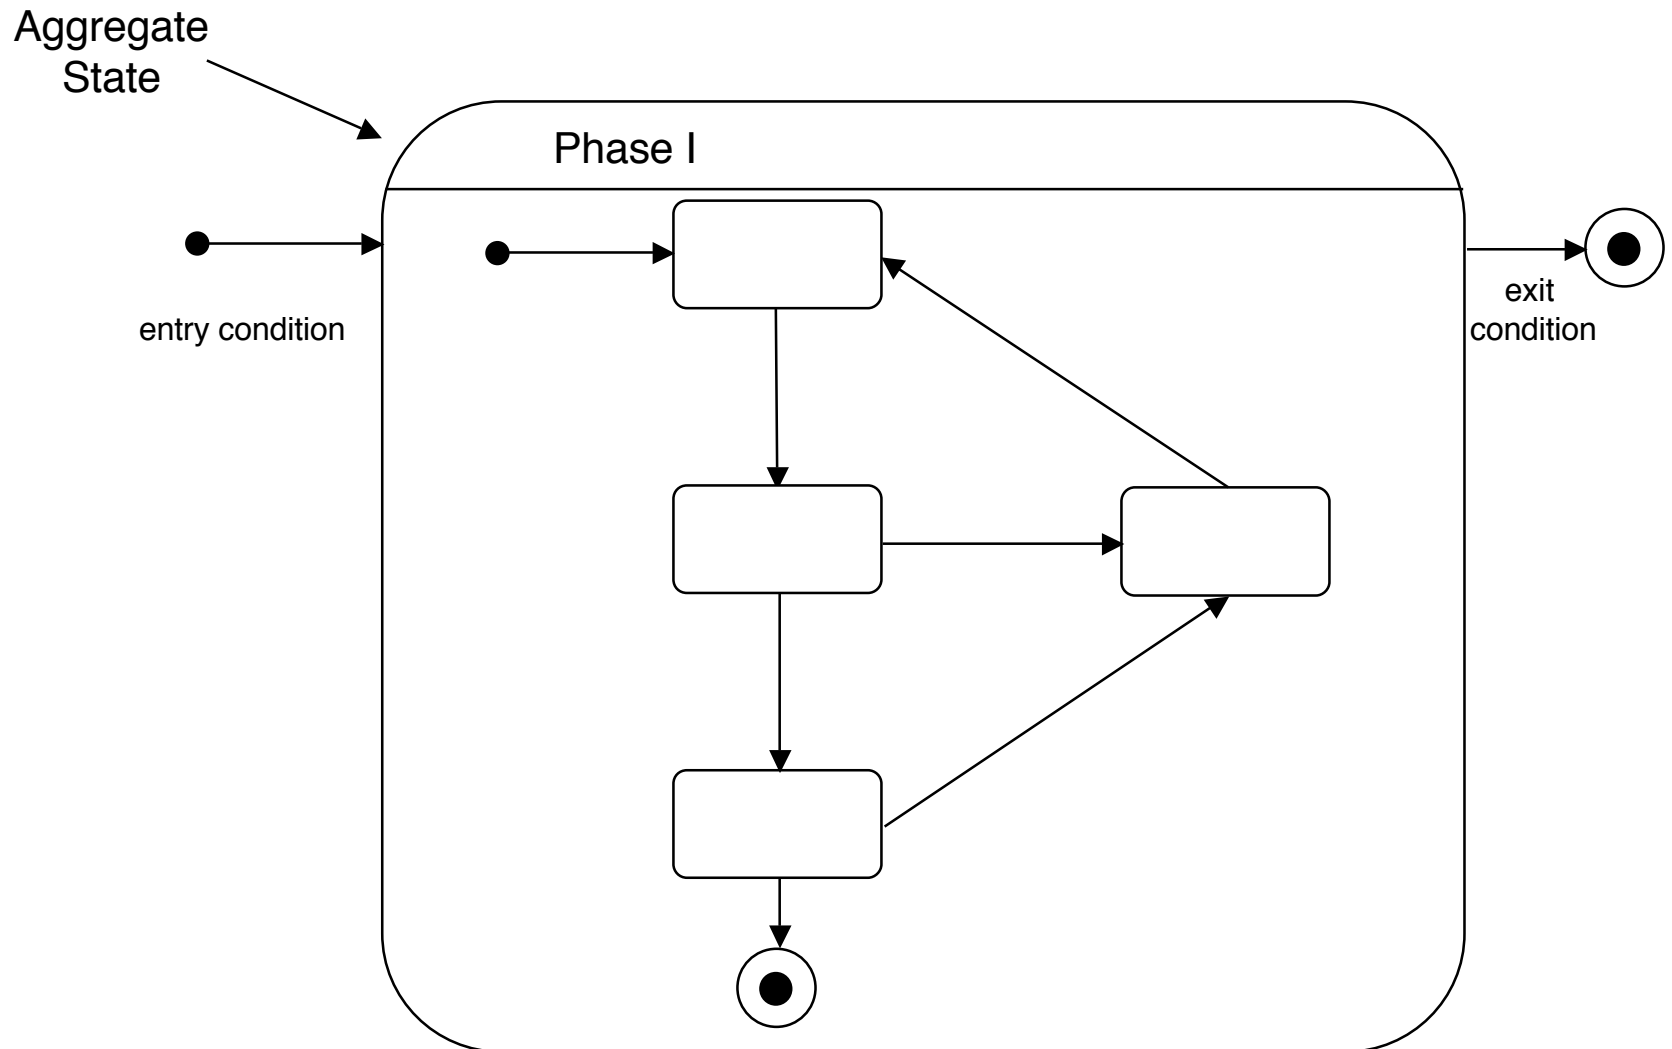 Aggregate
State
Phase I
entry condition
exit
condition